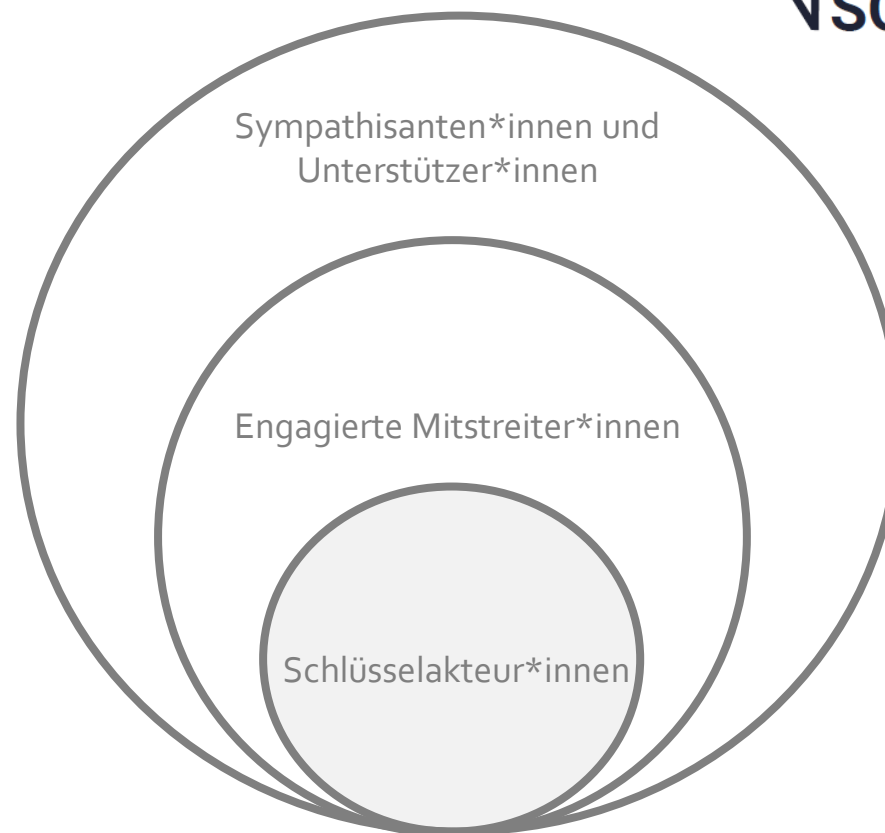 Sympathisanten*innen und
Unterstützer*innen
Engagierte Mitstreiter*innen
Schlüsselakteur*innen